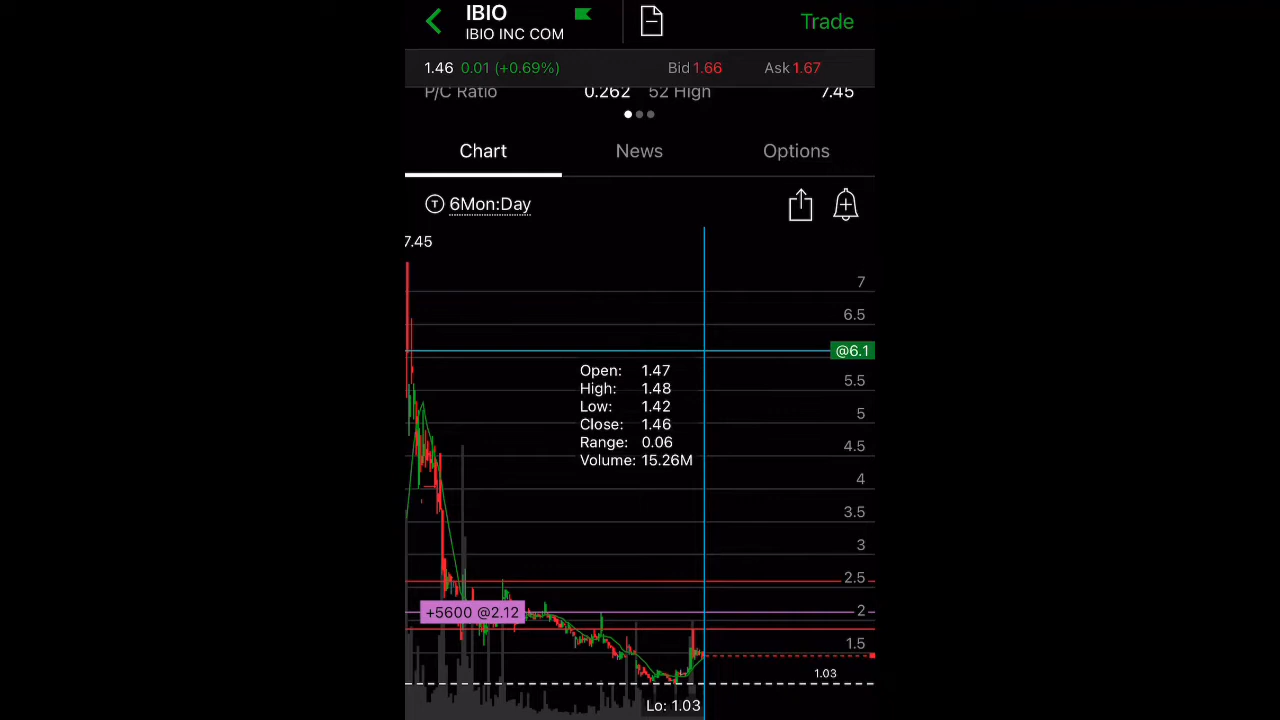 IBIO
IBIO INC COM
Trade
1.46 0.01 (+0.69%) Bid 1.66 Ask 1.67
P/C Ratio 0.262 52 High 7.45
Chart News Options
T 6Mon:Day
7.45
7
6.5
@6.1
5.5
5
4.5
4
3.5
3
2.5
2
1.5
Open: 1.47
High: 1.48
Low: 1.42
Close: 1.46
Range: 0.06
Volume: 15.26M
+5600 @2.12
1.03
Lo: 1.03